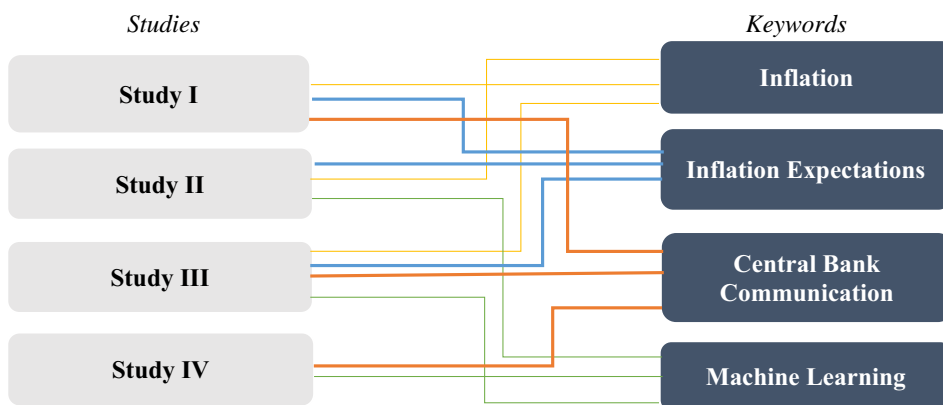 Studies
Keywords
Study I
Inflation
Study II
Inflation Expectations
Study III
Central Bank
Communication
Study IV
Machine Learning